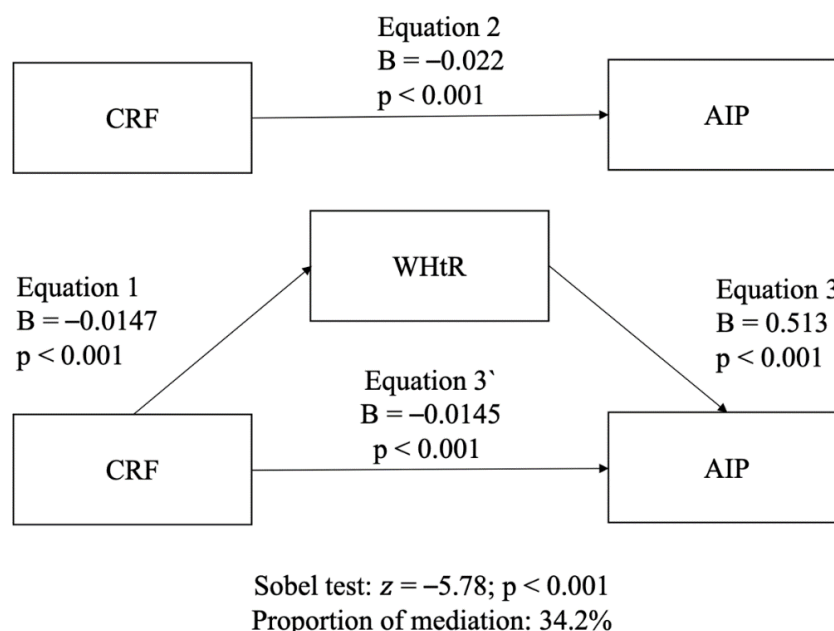 Equation 2
B = −0.022
p < 0.001
CRF
AIP
WHtR
Equation 1
B = −0.0147
p < 0.001
Equation 3
B = 0.513
p < 0.001
Equation 3`
B = −0.0145
p < 0.001
CRF
AIP
Sobel test: z = −5.78; p < 0.001
Proportion of mediation: 34.2%